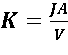 K = JA/V